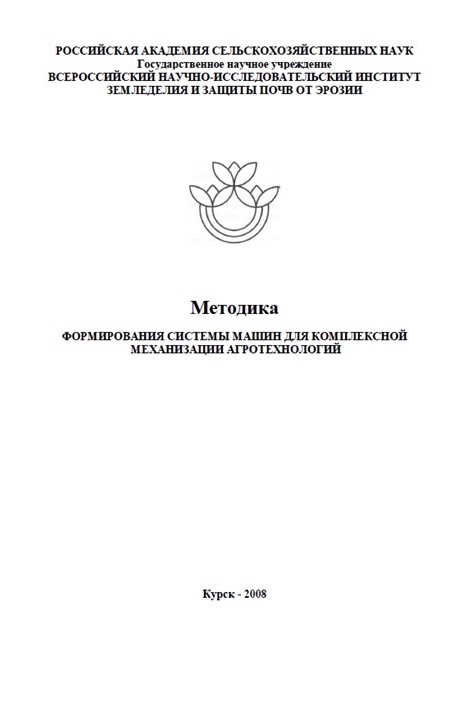 РОССИЙСКАЯ АКАДЕМИЯ СЕЛЬСКОХОЗЯЙСТВЕННЫХ НАУК
Государственное научное учреждение
ВСЕРОССИЙСКИЙ НАУЧНО-ИССЛЕДОВАТЕЛЬСКИЙ ИНСТИТУТ
ЗЕМЛЕДЕЛИЯ И ЗАЩИТЫ ПОЧВ ОТ ЭРОЗИИ
Методика
ФОРМИРОВАНИЯ СИСТЕМЫ МАШИН ДЛЯ КОМПЛЕКСНОЙ
МЕХАНИЗАЦИИ АГРОТЕХНОЛОГИЙ
Курск - 2008